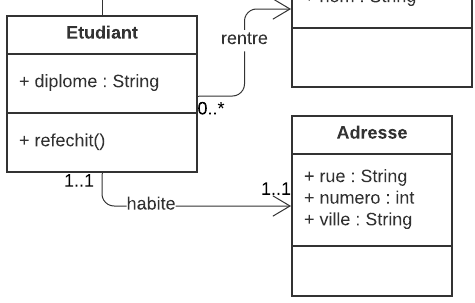 + nom : String
Etudiant
rentre
+ diplome : String
0..*
+ refechit()
Adresse
1..1
1..1
+ rue : String
+ numero : int
habite
+ ville : String